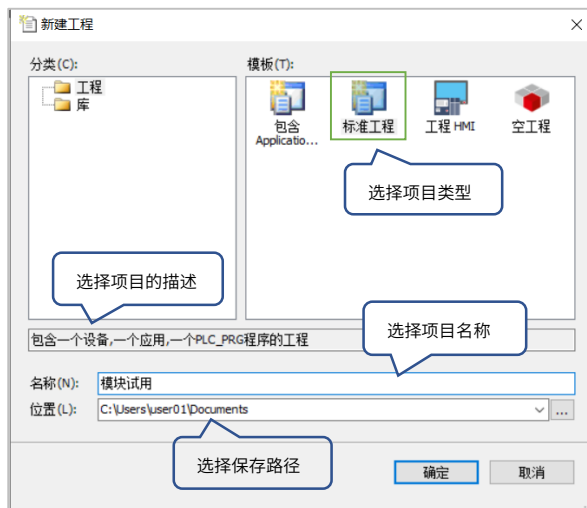 新建工程
分类(C):
模板(T):
工程
库
包含
Applicatio...
标准工程
工程 HMI
空工程
选择项目类型
选择项目的描述
选择项目名称
包含一个设备,一个应用,一个PLC_PRG程序的工程
名称(N):
模块试用
位置(L):
C:\Users\user01\Documents
...
选择保存路径
确定
取消